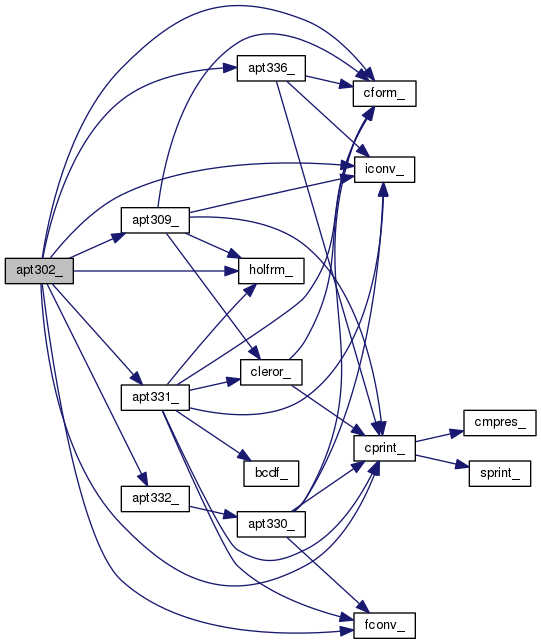 apt336_
cform_
iconv_
apt309_
apt302_
holfrm_
cleror_
apt331_
cmpres_
cprint_
bcdf_
sprint_
apt332_
apt330_
fconv_